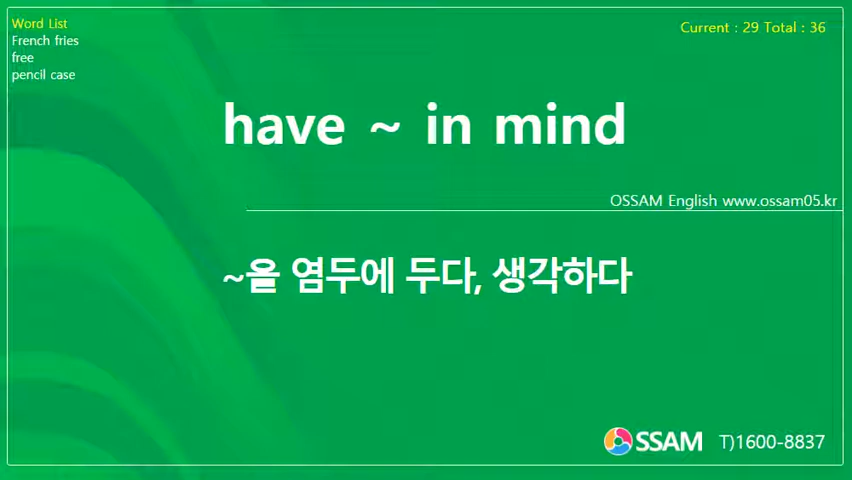 Word List
French fries
free
pencil case
Current : 29 Total : 36
have ~ in mind
OSSAM English www.ossam05.kr
~을 염두에 두다, 생각하다
OSSAM T)1600-8837